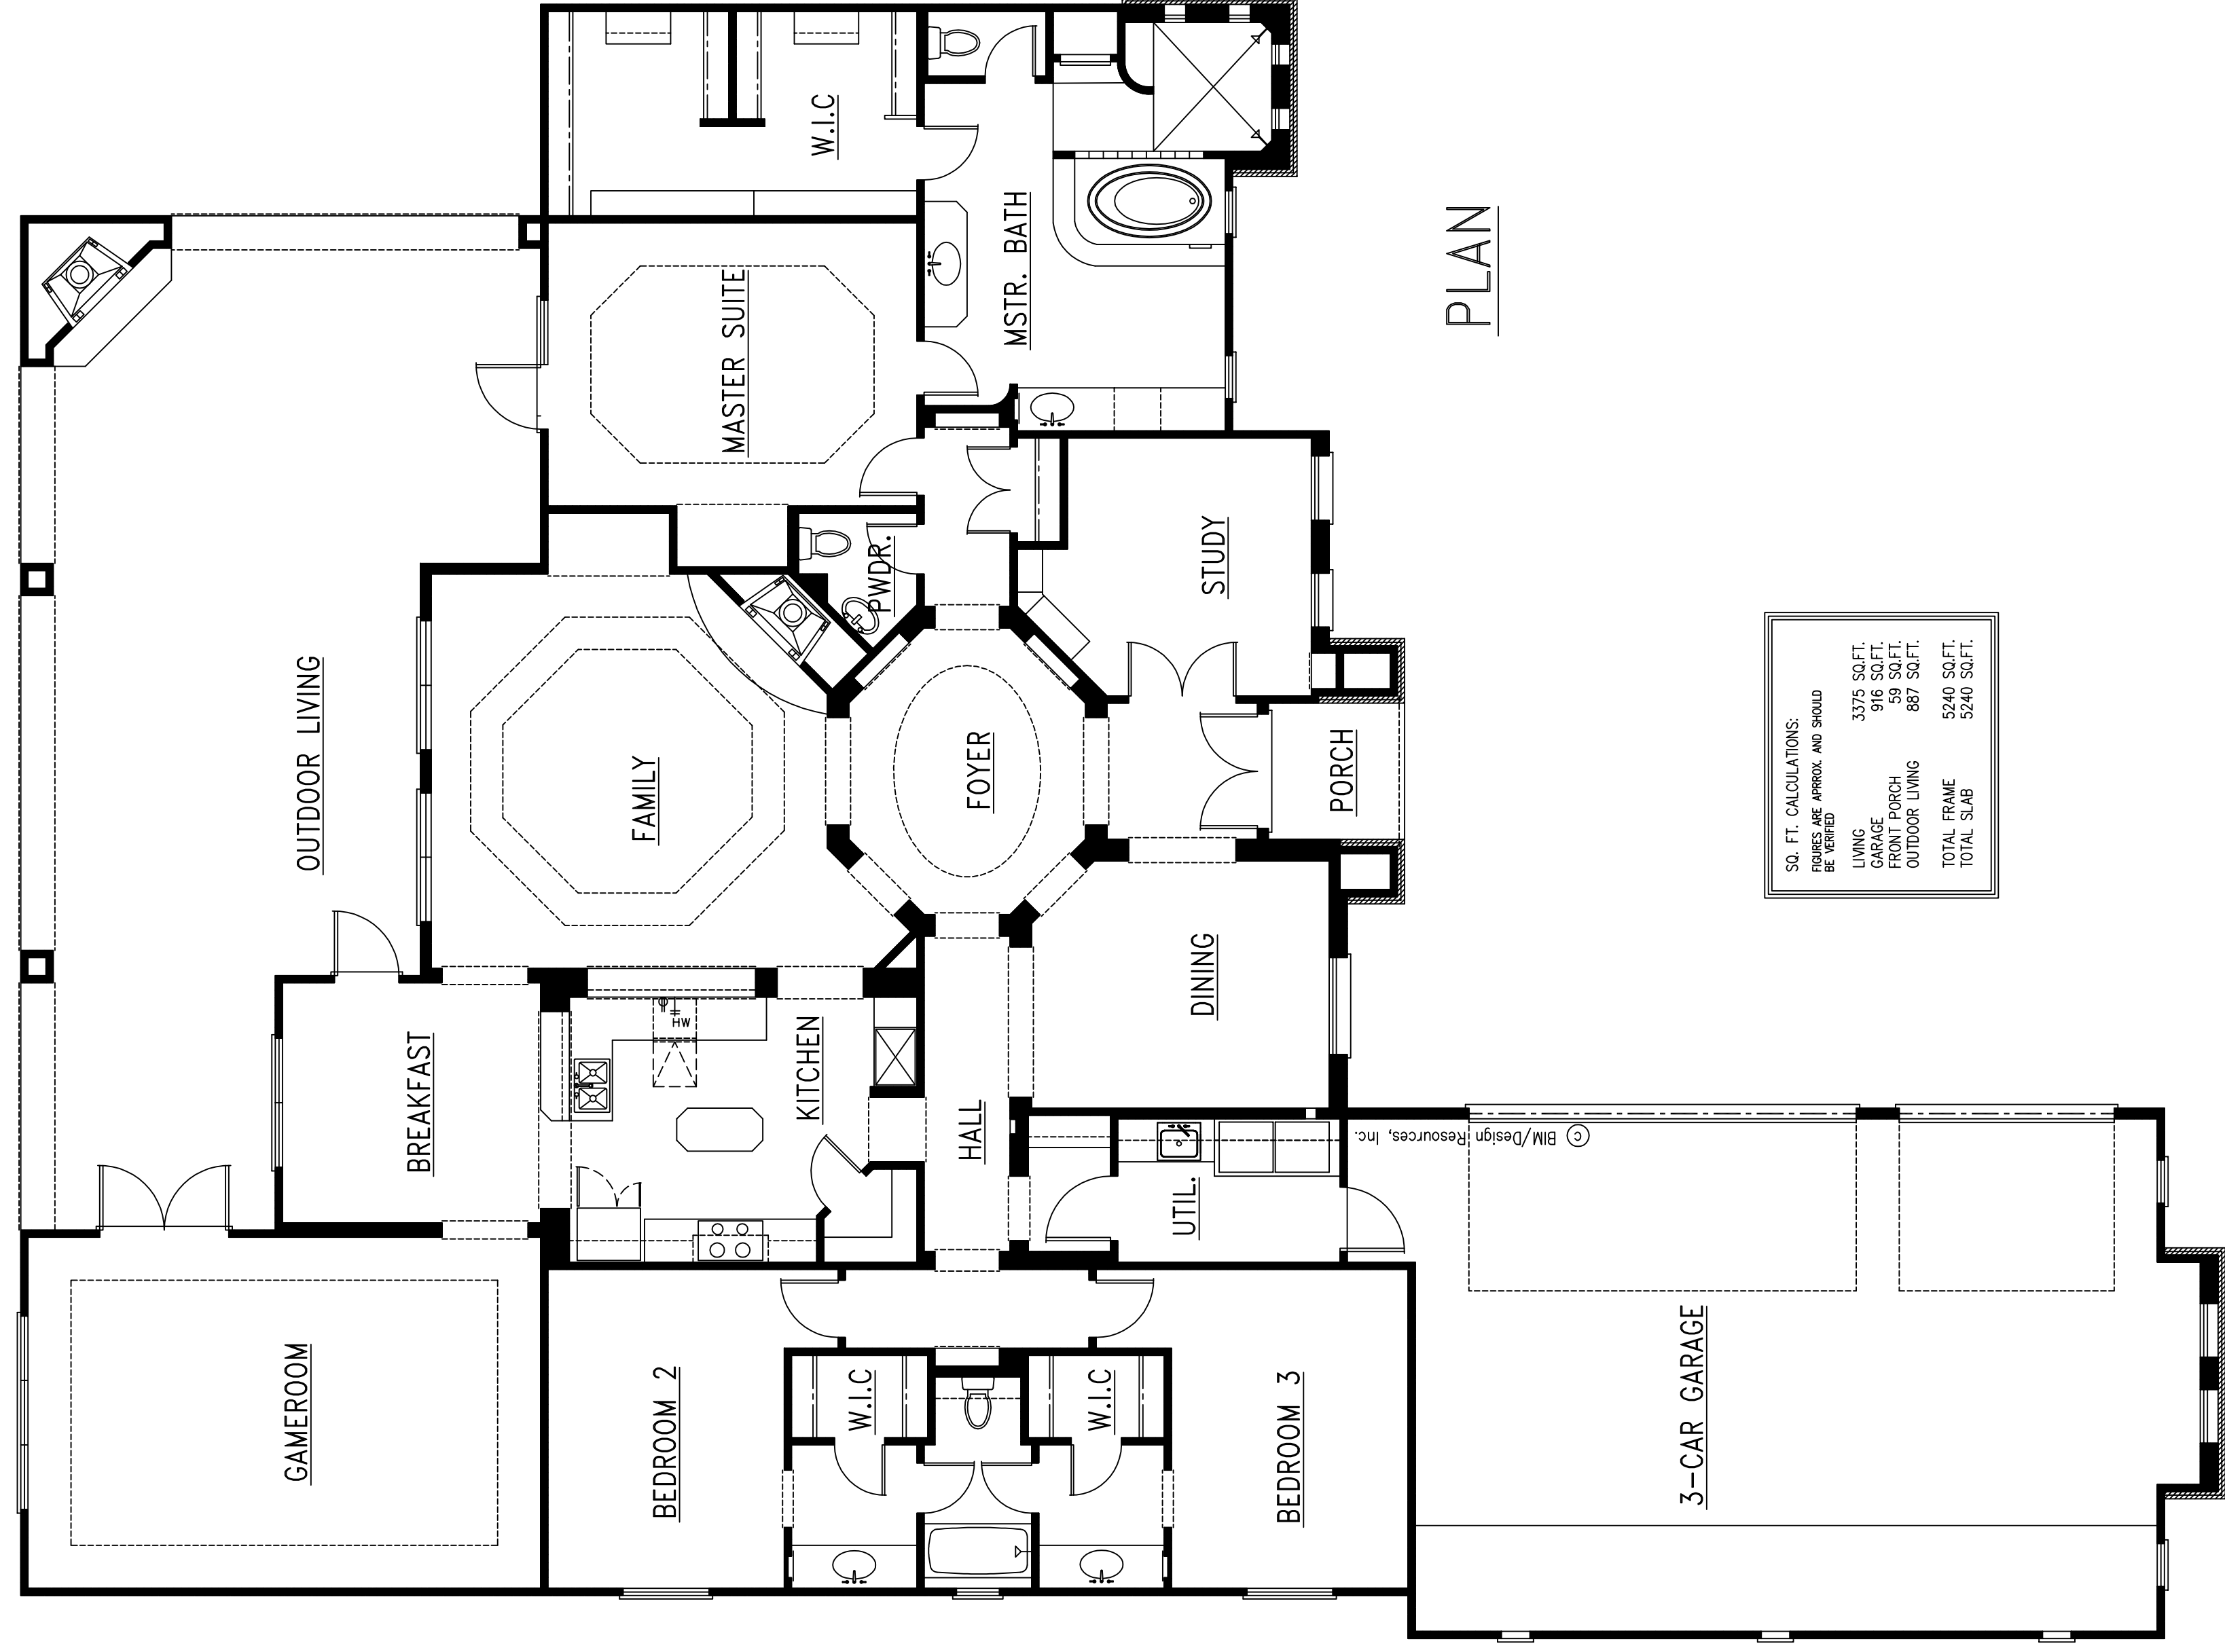 OUTDOOR LIVING
MASTER SUITE
W.I.C
MSTR. BATH
PWDR.
STUDY
FAMILY
FOYER
PORCH
BREAKFAST
KITCHEN
HW
HALL
DINING
UTIL.
GAMEROOM
BEDROOM 2
W.I.C
W.I.C
BEDROOM 3
3-CAR GARAGE
© BIM/Design Resources, Inc.
PLAN
SQ. FT. CALCULATIONS:
FIGURES ARE APRROX. AND SHOULD
BE VERIFIED
LIVING 3375 SQ.FT.
GARAGE 916 SQ.FT.
FRONT PORCH 59 SQ.FT.
OUTDOOR LIVING 887 SQ.FT.
TOTAL FRAME 5240 SQ.FT.
TOTAL SLAB 5240 SQ.FT.